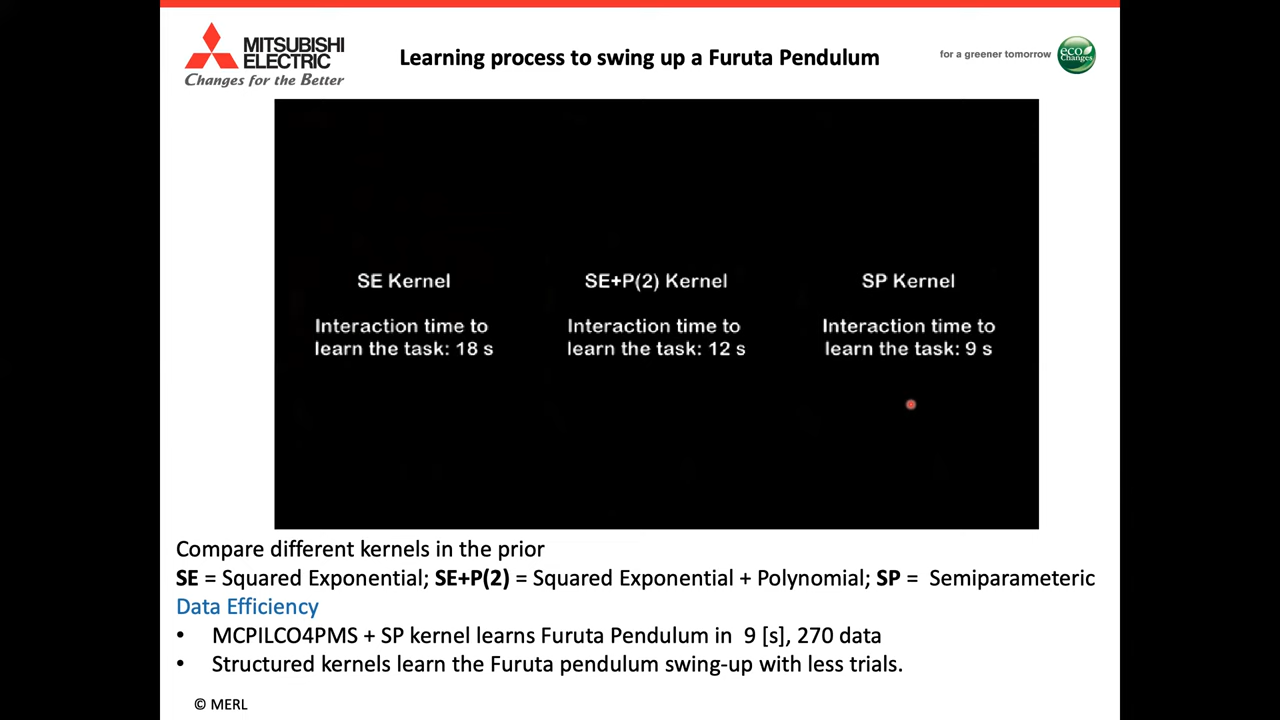 MITSUBISHI
ELECTRIC
Changes for the Better
Learning process to swing up a Furuta Pendulum
for a greener tomorrow
eco
Changes
SE Kernel
Interaction time to
learn the task: 18 s
SE+P(2) Kernel
Interaction time to
learn the task: 12 s
SP Kernel
Interaction time to
learn the task: 9 s
Compare different kernels in the prior
SE = Squared Exponential; SE+P(2) = Squared Exponential + Polynomial; SP = Semiparameteric
Data Efficiency
• MCPILCO4PMS + SP kernel learns Furuta Pendulum in 9 [s], 270 data
• Structured kernels learn the Furuta pendulum swing-up with less trials.
© MERL